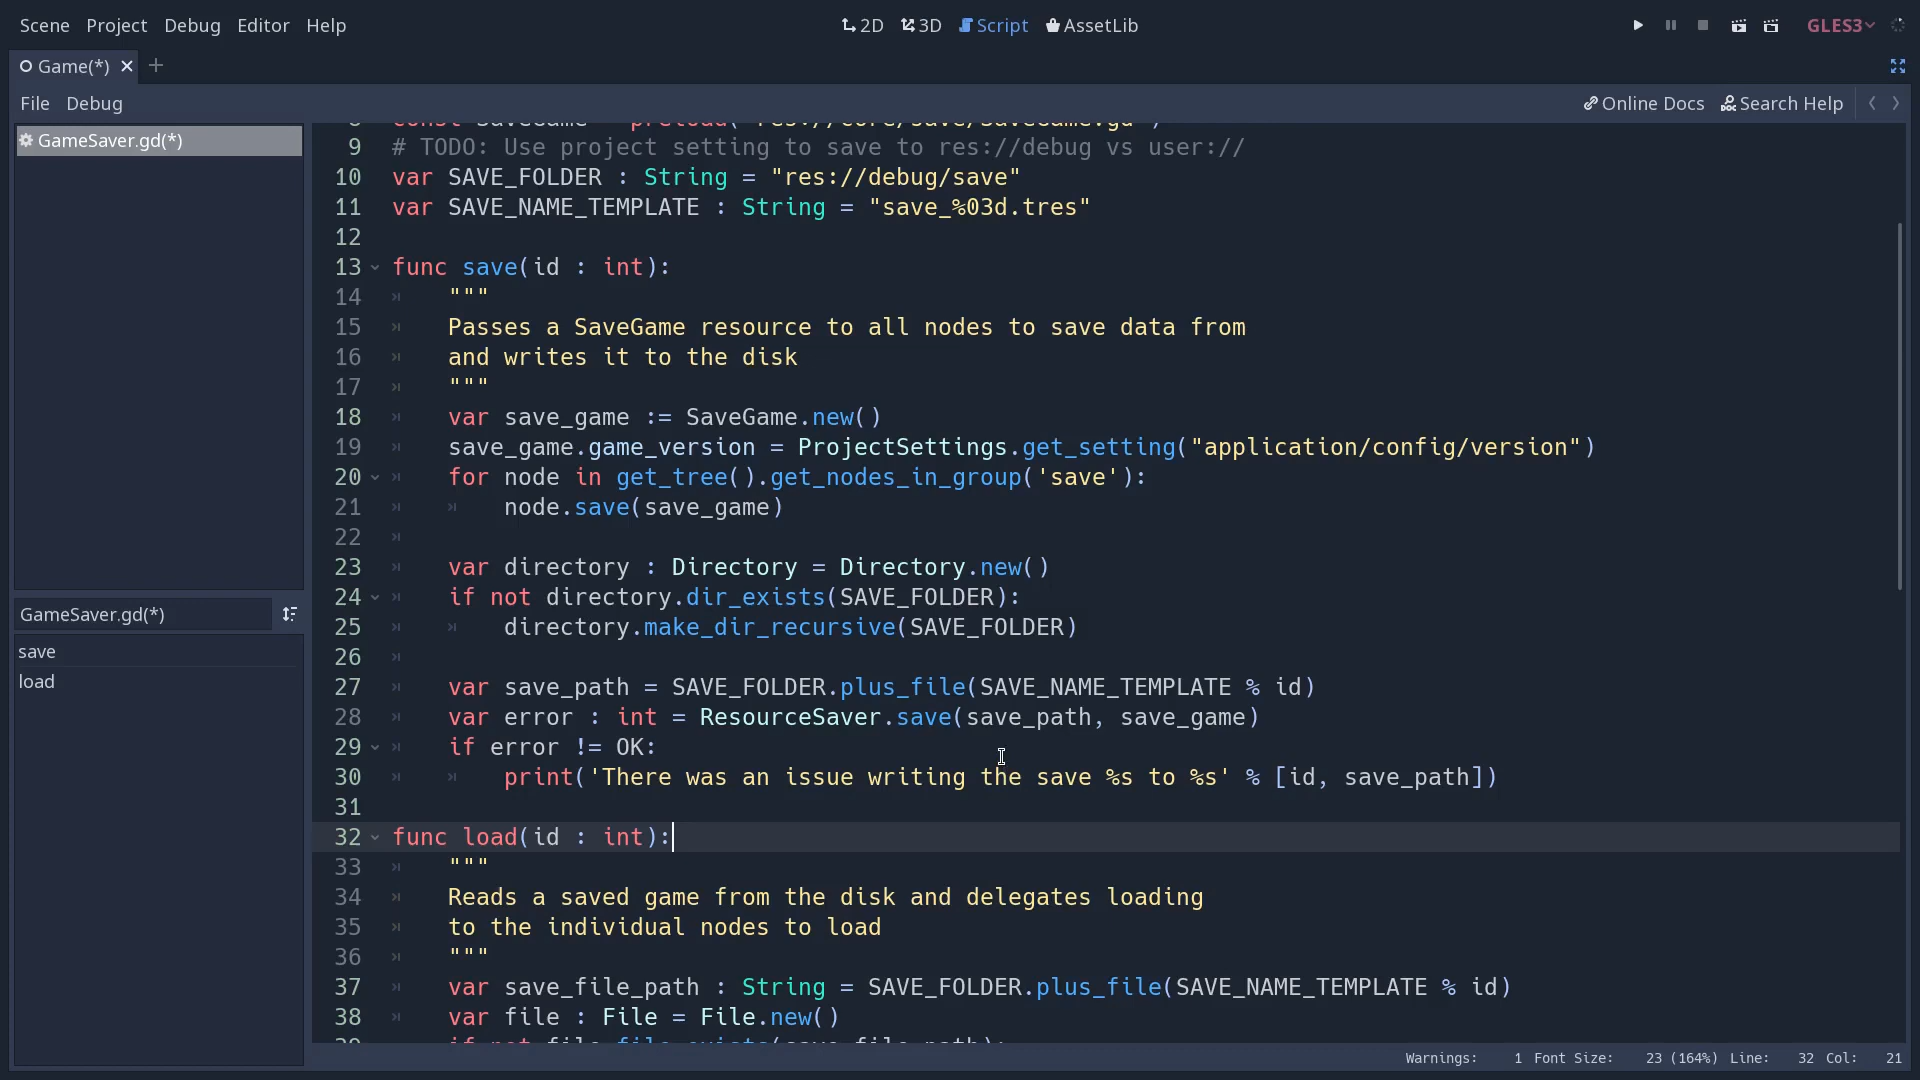 Scene Project Debug Editor Help 2D 3D Script AssetLib GLES3
Game(*)
File Debug Online Docs Search Help
GameSaver.gd(*)
GameSaver.gd(*)
save
load
9 # TODO: Use project setting to save to res://debug vs user://
10 var SAVE_FOLDER : String = "res://debug/save"
11 var SAVE_NAME_TEMPLATE : String = "save_%03d.tres"
12
13 func save(id : int):
14 """
15 Passes a SaveGame resource to all nodes to save data from
16 and writes it to the disk
17 """
18 var save_game := SaveGame.new()
19 save_game.game_version = ProjectSettings.get_setting("application/config/version")
20 for node in get_tree().get_nodes_in_group('save'):
21 node.save(save_game)
22
23 var directory : Directory = Directory.new()
24 if not directory.dir_exists(SAVE_FOLDER):
25 directory.make_dir_recursive(SAVE_FOLDER)
26
27 var save_path = SAVE_FOLDER.plus_file(SAVE_NAME_TEMPLATE % id)
28 var error : int = ResourceSaver.save(save_path, save_game)
29 if error != OK:
30 print('There was an issue writing the save %s to %s' % [id, save_path])
31
32 func load(id : int):
33 """
34 Reads a saved game from the disk and delegates loading
35 to the individual nodes to load
36 """
37 var save_file_path : String = SAVE_FOLDER.plus_file(SAVE_NAME_TEMPLATE % id)
38 var file : File = File.new()
Warnings: 1 Font Size: 23 (164%) Line: 32 Col: 21